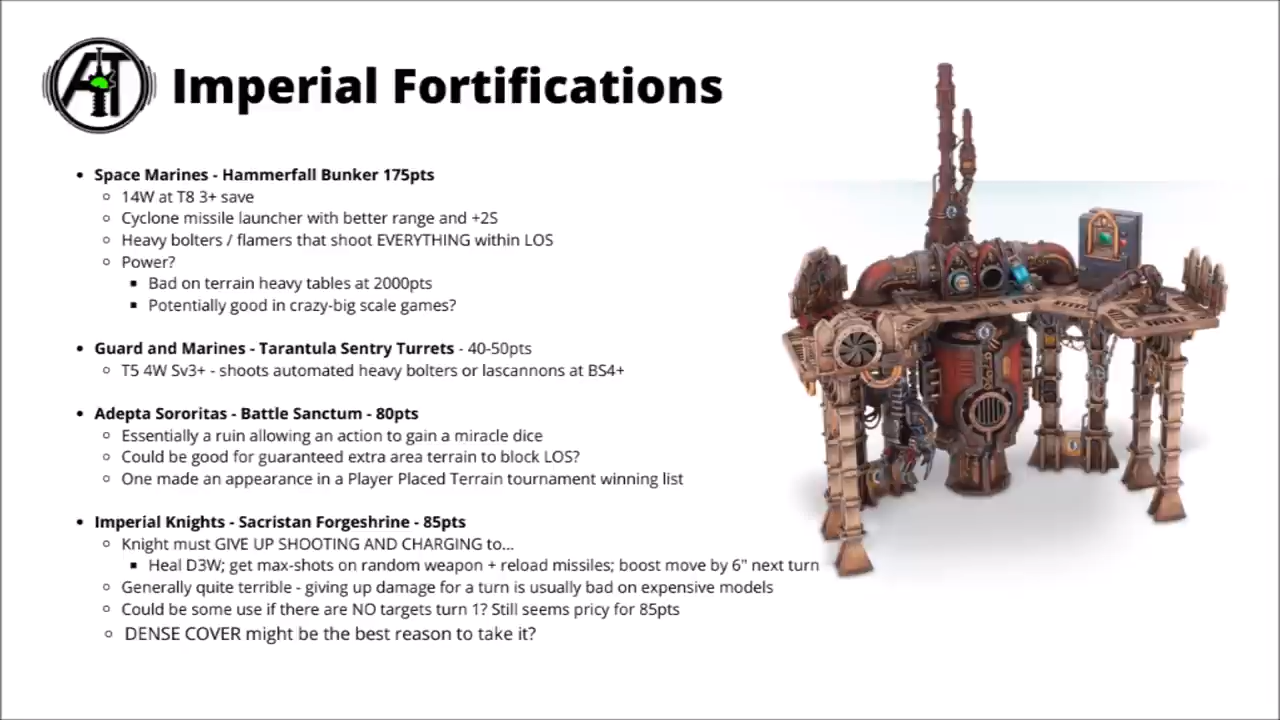 AT
Imperial Fortifications
• Space Marines - Hammerfall Bunker 175pts
○ 14W at T8 3+ save
○ Cyclone missile launcher with better range and +2S
○ Heavy bolters / flamers that shoot EVERYTHING within LOS
○ Power?
▪ Bad on terrain heavy tables at 2000pts
▪ Potentially good in crazy-big scale games?
• Guard and Marines - Tarantula Sentry Turrets - 40-50pts
○ T5 4W Sv3+ - shoots automated heavy bolters or lascannons at BS4+
• Adepta Sororitas - Battle Sanctum - 80pts
○ Essentially a ruin allowing an action to gain a miracle dice
○ Could be good for guaranteed extra area terrain to block LOS?
○ One made an appearance in a Player Placed Terrain tournament winning list
• Imperial Knights - Sacristan Forgeshrine - 85pts
○ Knight must GIVE UP SHOOTING AND CHARGING to...
▪ Heal D3W; get max-shots on random weapon + reload missiles; boost move by 6" next turn
○ Generally quite terrible - giving up damage for a turn is usually bad on expensive models
○ Could be some use if there are NO targets turn 1? Still seems pricy for 85pts
○ DENSE COVER might be the best reason to take it?